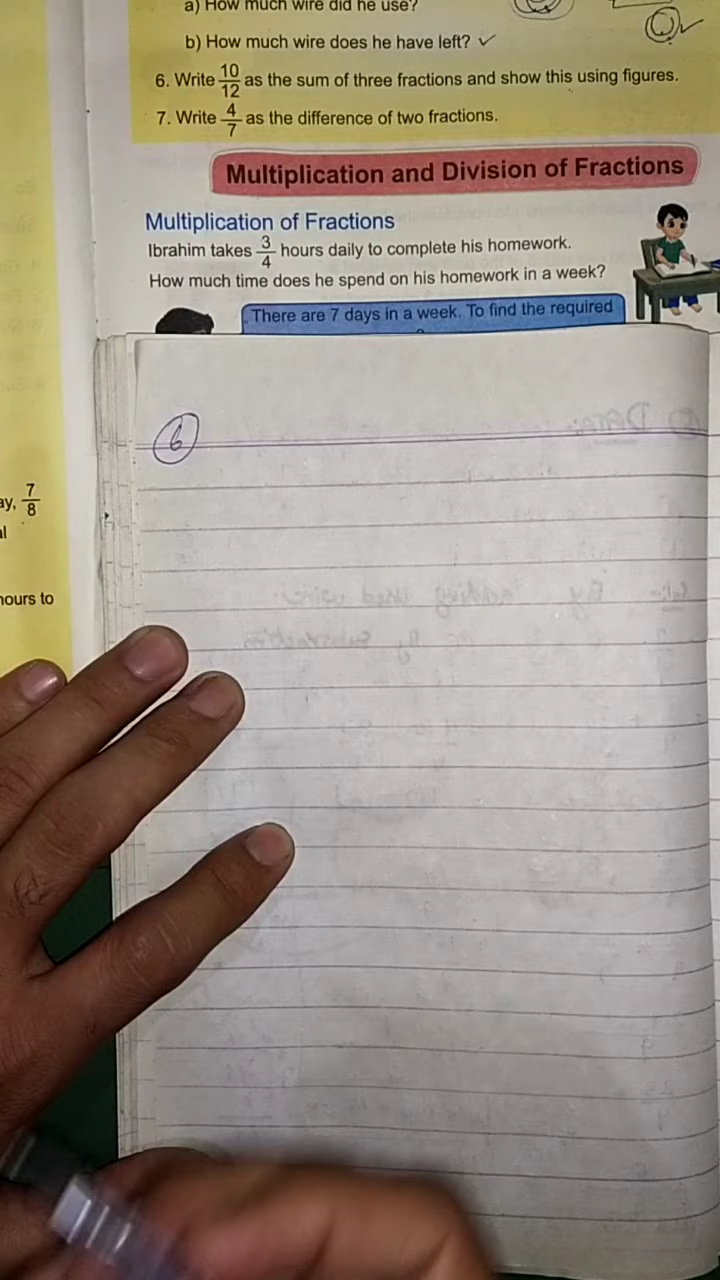 a) How much wire did he use?
b) How much wire does he have left? ✓
6. Write 10/12 as the sum of three fractions and show this using figures.
7. Write 4/7 as the difference of two fractions.
Multiplication and Division of Fractions
Multiplication of Fractions
Ibrahim takes 3/4 hours daily to complete his homework.
How much time does he spend on his homework in a week?
There are 7 days in a week. To find the required
6
ay, 7/8
hours to